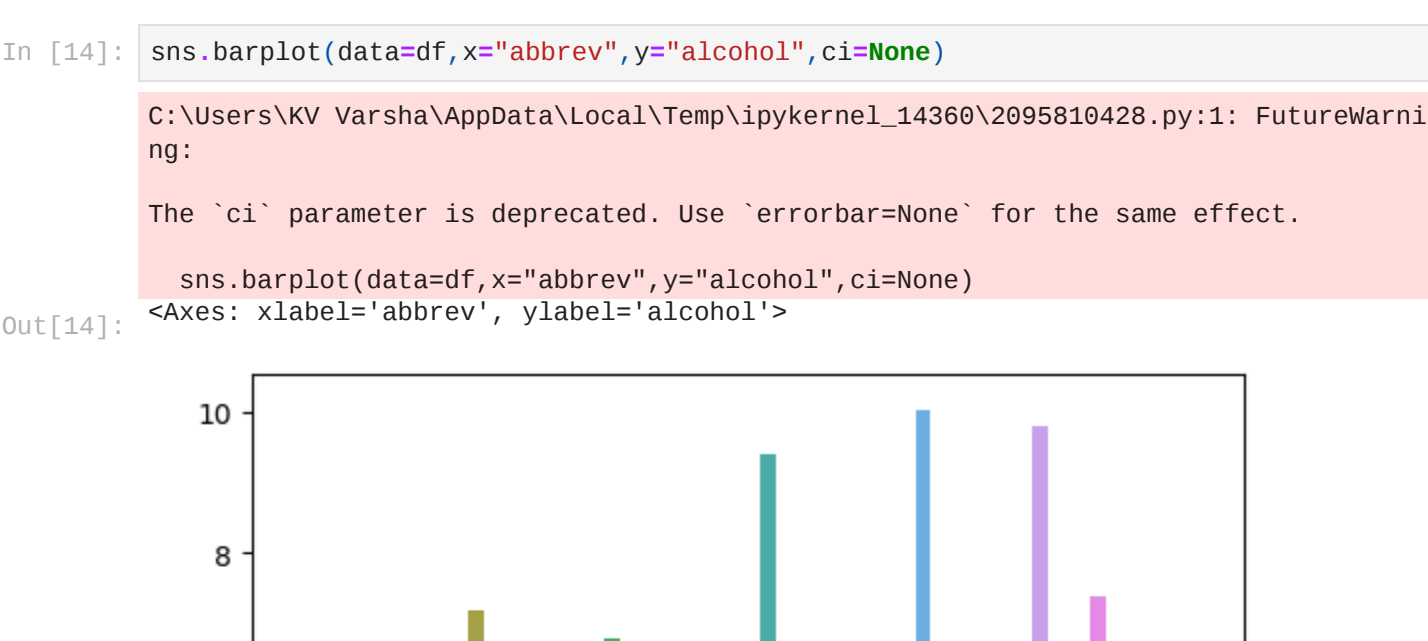 In [14]: sns.barplot(data=df,x="abbrev",y="alcohol",ci=None)
C:\Users\KV Varsha\AppData\Local\Temp\ipykernel_14360\2095810428.py:1: FutureWarni
ng:
The `ci` parameter is deprecated. Use `errorbar=None` for the same effect.
sns.barplot(data=df,x="abbrev",y="alcohol",ci=None)
Out[14]: <Axes: xlabel='abbrev', ylabel='alcohol'>
10
8